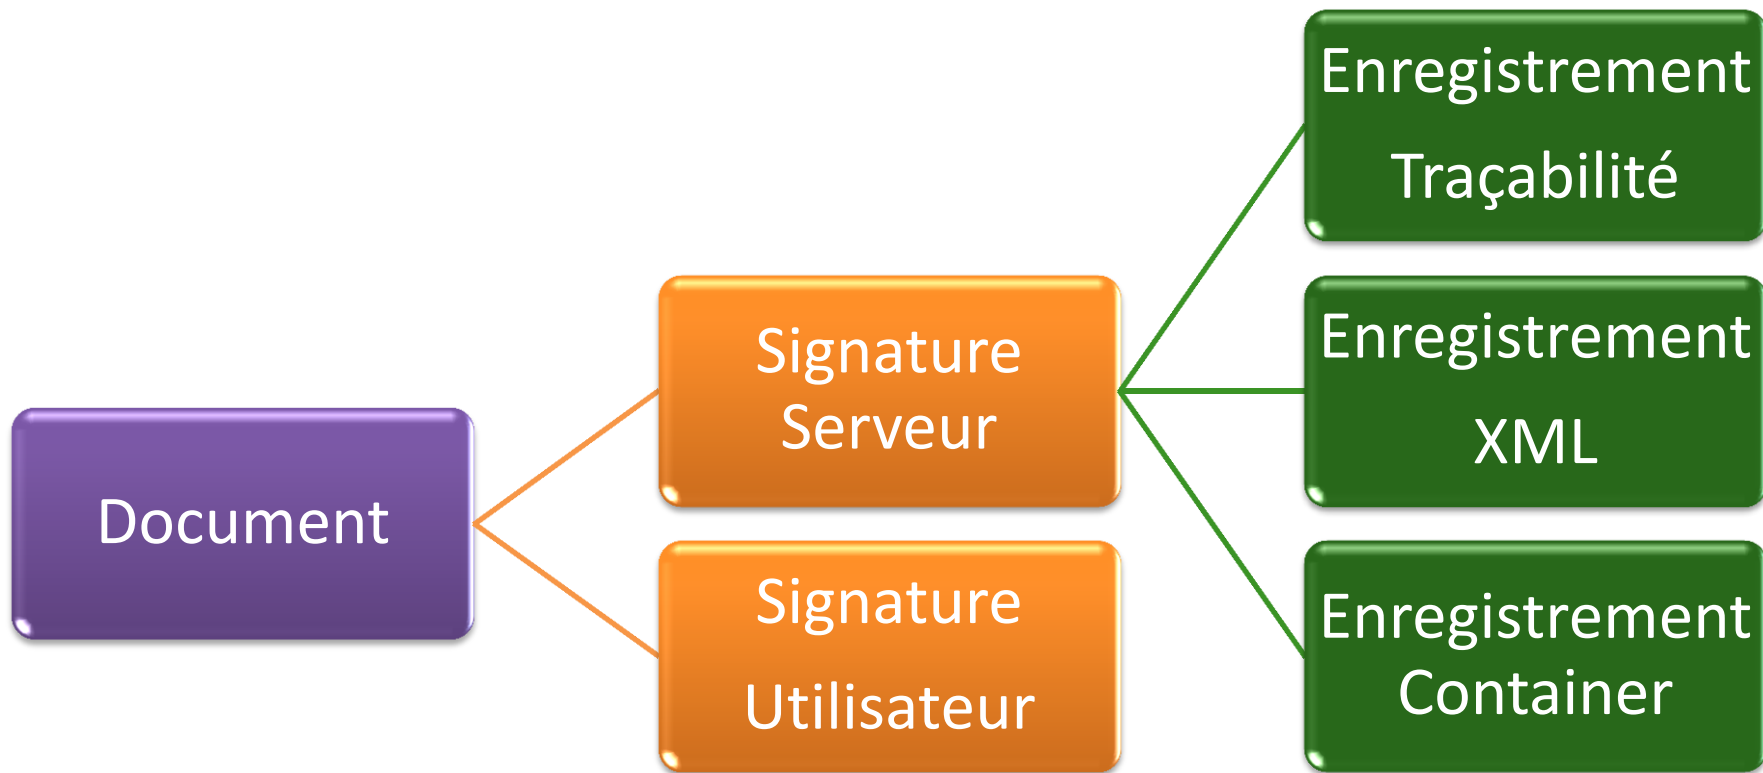 Document
Signature
Serveur
Signature
Utilisateur
Enregistrement
Traçabilité
Enregistrement
XML
Enregistrement
Container